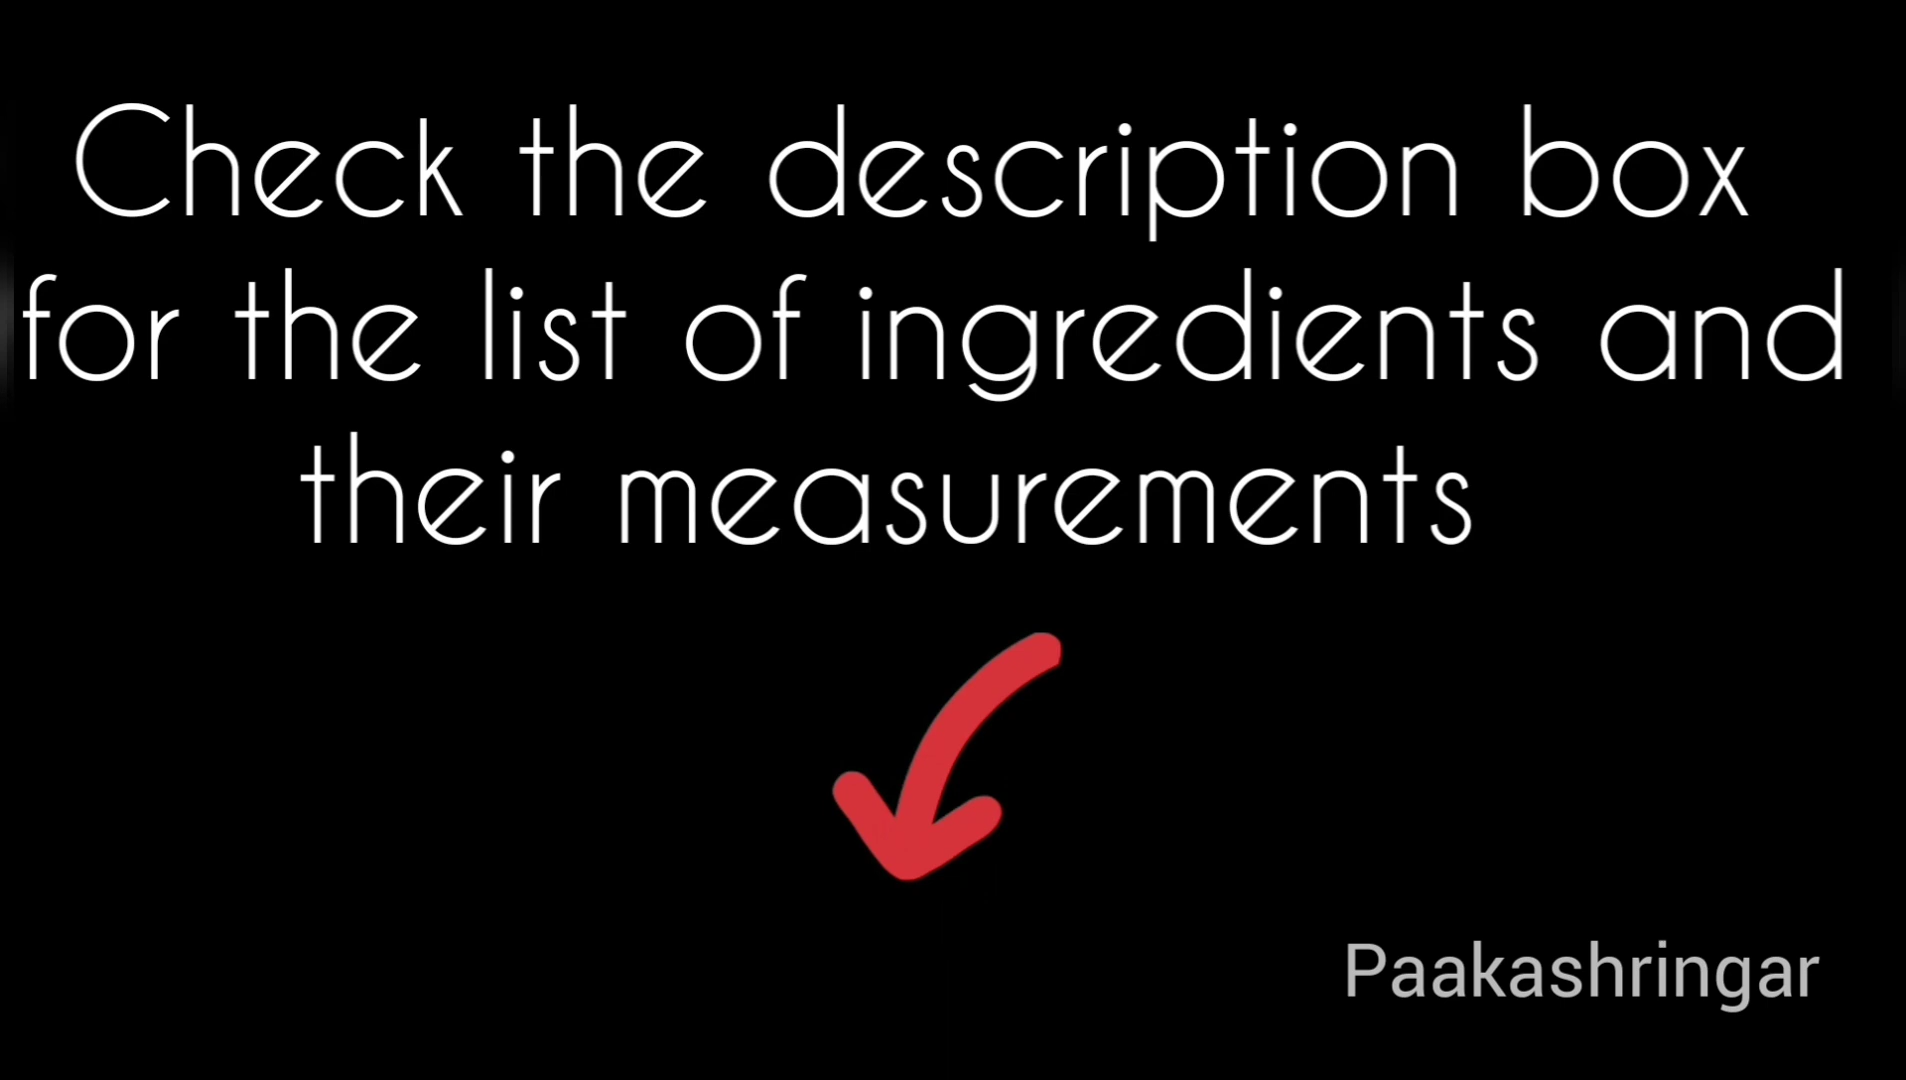 Check the description box
for the list of ingredients and
their measurements
Paakashringar